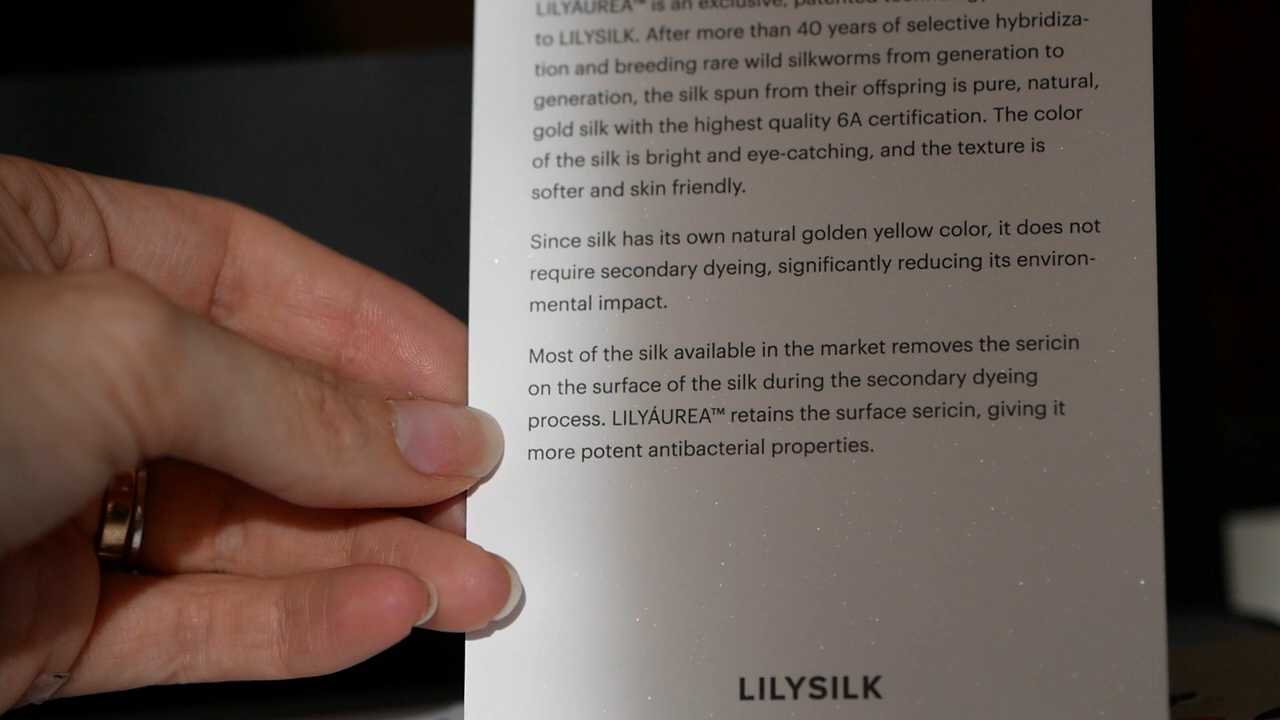 LILYÁUREA™ is an exclusive, patented
to LILYSILK. After more than 40 years of selective hybridiza-
tion and breeding rare wild silkworms from generation to
generation, the silk spun from their offspring is pure, natural,
gold silk with the highest quality 6A certification. The color
of the silk is bright and eye-catching, and the texture is
softer and skin friendly.
Since silk has its own natural golden yellow color, it does not
require secondary dyeing, significantly reducing its environ-
mental impact.
Most of the silk available in the market removes the sericin
on the surface of the silk during the secondary dyeing
process. LILYÁUREA™ retains the surface sericin, giving it
more potent antibacterial properties.
LILYSILK